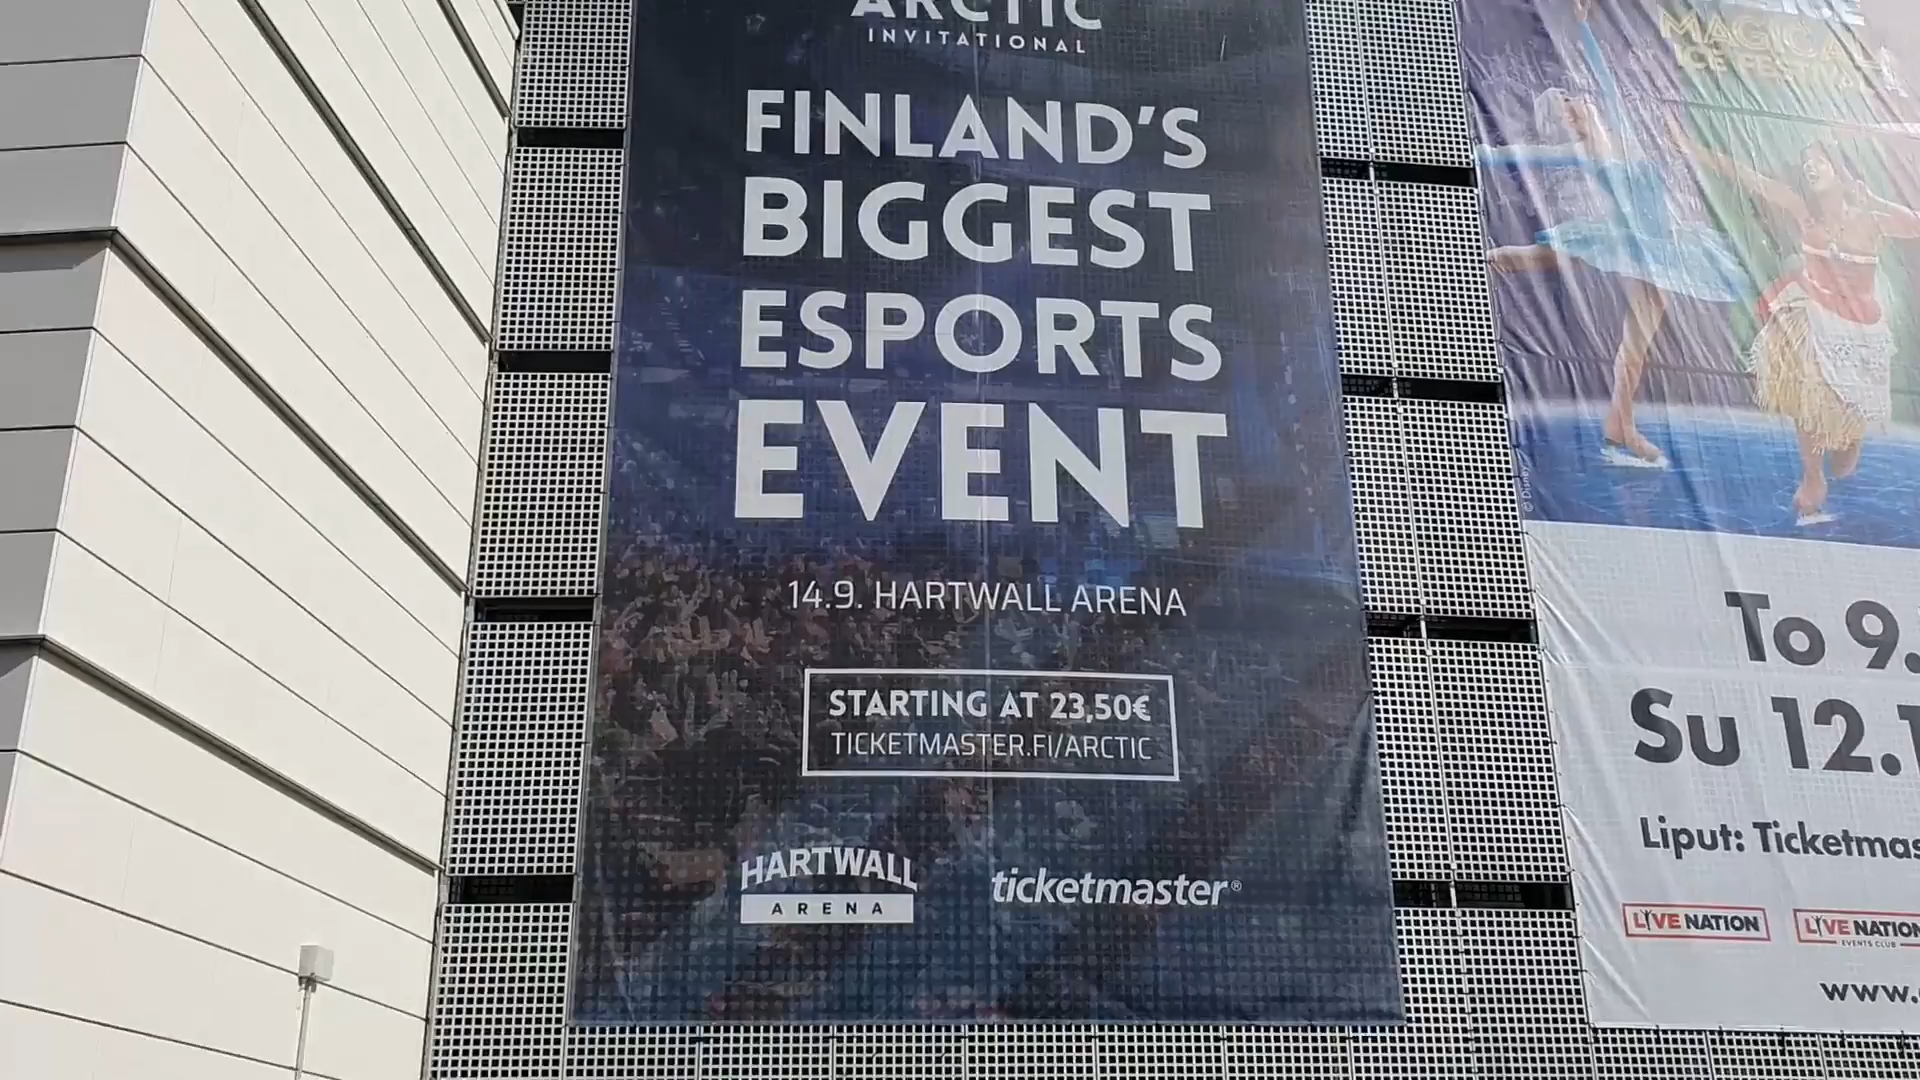 ARCTIC
INVITATIONAL
FINLAND'S
BIGGEST
ESPORTS
EVENT
14.9. HARTWALL ARENA
STARTING AT 23,50€
TICKETMASTER.FI/ARCTIC
HARTWALL
ARENA
ticketmaster®
MAGICAL
ICE FESTIVAL
© Disney
To 9.
Su 12.1
Liput: Ticketmas
LIVE NATION
LIVE NATION
EVENTS CLUB
www.